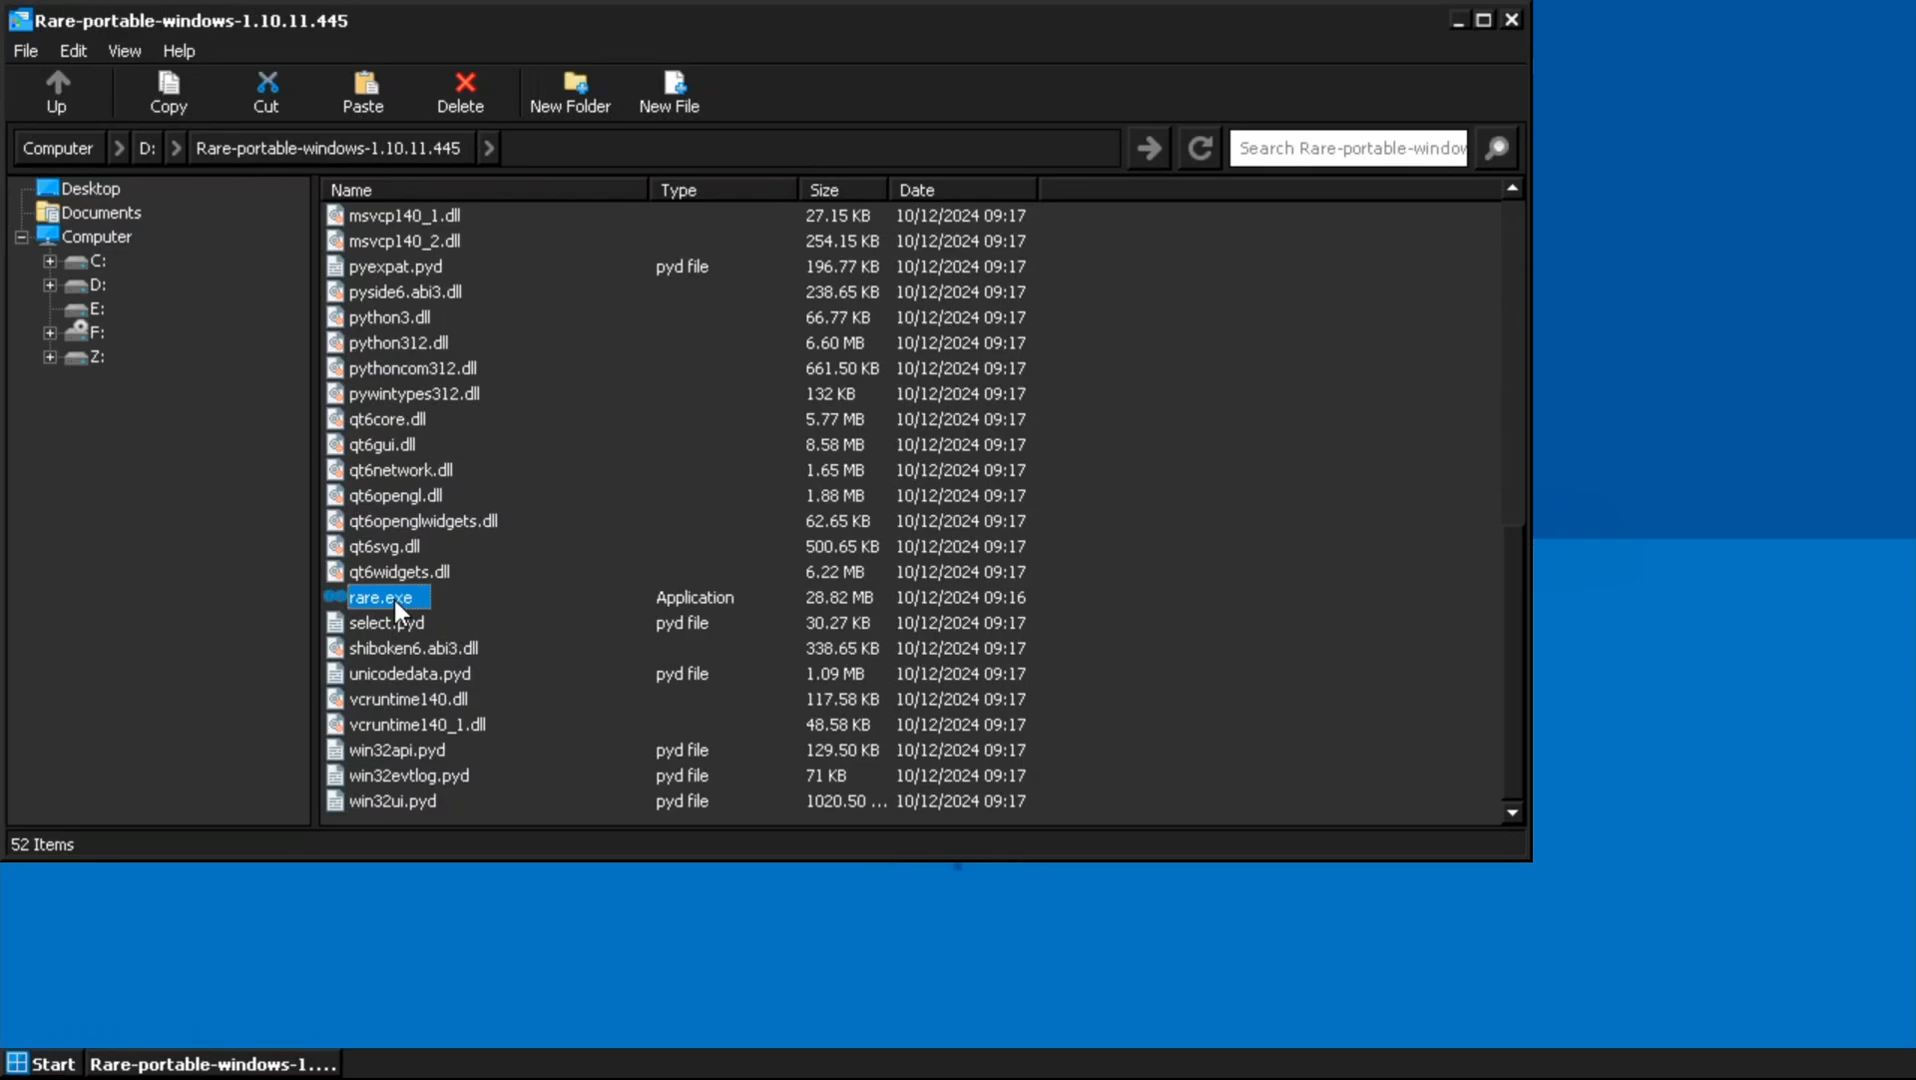 Rare-portable-windows-1.10.11.445
File Edit View Help
Up Copy Cut Paste Delete New Folder New File
Computer D: Rare-portable-windows-1.10.11.445 Search Rare-portable-window
Desktop
Documents
Computer
C:
D:
E:
F:
Z:
Name Type Size Date
msvcp140_1.dll 27.15 KB 10/12/2024 09:17
msvcp140_2.dll 254.15 KB 10/12/2024 09:17
pyexpat.pyd pyd file 196.77 KB 10/12/2024 09:17
pyside6.abi3.dll 238.65 KB 10/12/2024 09:17
python3.dll 66.77 KB 10/12/2024 09:17
python312.dll 6.60 MB 10/12/2024 09:17
pythoncom312.dll 661.50 KB 10/12/2024 09:17
pywintypes312.dll 132 KB 10/12/2024 09:17
qt6core.dll 5.77 MB 10/12/2024 09:17
qt6gui.dll 8.58 MB 10/12/2024 09:17
qt6network.dll 1.65 MB 10/12/2024 09:17
qt6opengl.dll 1.88 MB 10/12/2024 09:17
qt6openglwidgets.dll 62.65 KB 10/12/2024 09:17
qt6svg.dll 500.65 KB 10/12/2024 09:17
qt6widgets.dll 6.22 MB 10/12/2024 09:17
rare.exe Application 28.82 MB 10/12/2024 09:16
select.pyd pyd file 30.27 KB 10/12/2024 09:17
shiboken6.abi3.dll 338.65 KB 10/12/2024 09:17
unicodedata.pyd pyd file 1.09 MB 10/12/2024 09:17
vcruntime140.dll 117.58 KB 10/12/2024 09:17
vcruntime140_1.dll 48.58 KB 10/12/2024 09:17
win32api.pyd pyd file 129.50 KB 10/12/2024 09:17
win32evtlog.pyd pyd file 71 KB 10/12/2024 09:17
win32ui.pyd pyd file 1020.50 ... 10/12/2024 09:17
52 Items
Start Rare-portable-windows-1....